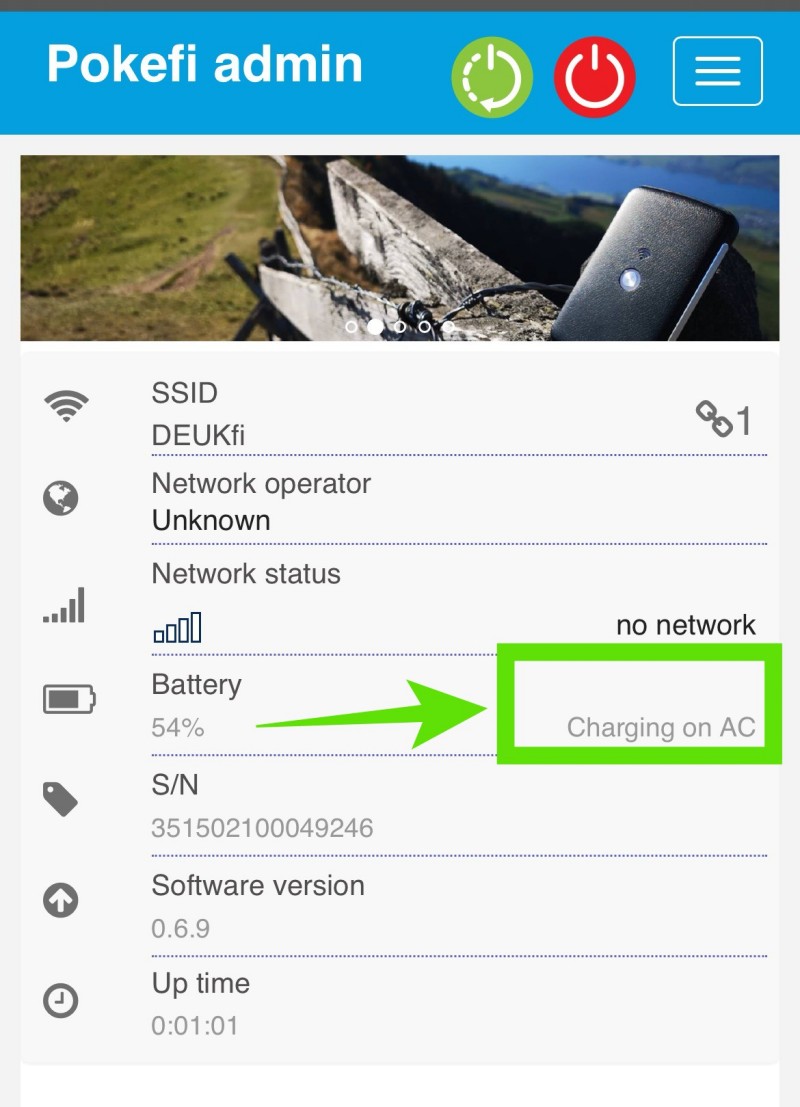 Pokefi admin
SSID
DEUKfi
1
Network operator
Unknown
Network status
no network
Battery
54%
Charging on AC
S/N
351502100049246
Software version
0.6.9
Up time
0:01:01